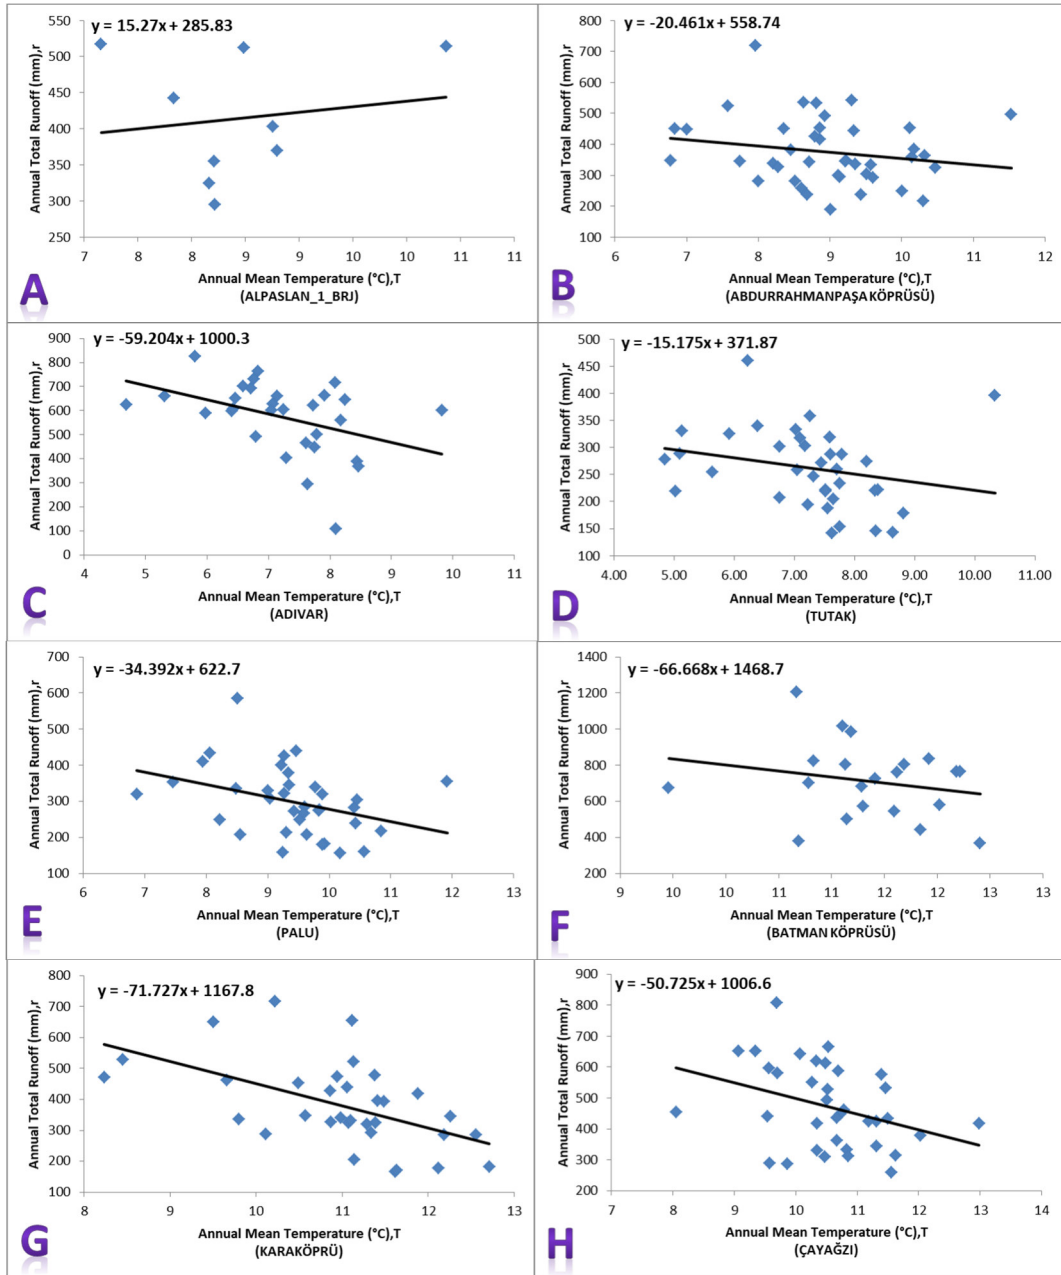 y = 15.27x + 285.83
Annual Total Runoff (mm),r
550
500
450
400
350
300
250
7 8 8 9 9 10 10 11 11
Annual Mean Temperature (°C),T
(ALPASLAN_1_BRJ)
A
y = -20.461x + 558.74
Annual Total Runoff (mm),r
800
700
600
500
400
300
200
100
6 7 8 9 10 11 12
Annual Mean Temperature (°C),T
(ABDURRAHMANPAŞA KÖPRÜSÜ)
B
y = -59.204x + 1000.3
Annual Total Runoff (mm),r
900
800
700
600
500
400
300
200
100
0
4 5 6 7 8 9 10 11
Annual Mean Temperature (°C),T
(ADIVAR)
C
y = -15.175x + 371.87
Annual Total Runoff (mm),r
500
450
400
350
300
250
200
150
100
4.00 5.00 6.00 7.00 8.00 9.00 10.00 11.00
Annual Mean Temperature (°C),T
(TUTAK)
D
y = -34.392x + 622.7
Annual Total Runoff (mm),r
700
600
500
400
300
200
100
6 7 8 9 10 11 12 13
Annual Mean Temperature (°C),T
(PALU)
E
y = -66.668x + 1468.7
Annual Total Runoff (mm),r
1400
1200
1000
800
600
400
200
9 10 10 11 11 12 12 13 13
Annual Mean Temperature (°C),T
(BATMAN KÖPRÜSÜ)
F
y = -71.727x + 1167.8
Annual Total Runoff (mm),r
800
700
600
500
400
300
200
100
8 9 10 11 12 13
Annual Mean Temperature (°C),T
(KARAKÖPRÜ)
G
y = -50.725x + 1006.6
Annual Total Runoff (mm),r
900
800
700
600
500
400
300
200
7 8 9 10 11 12 13 14
Annual Mean Temperature (°C),T
(ÇAYAĞZI)
H